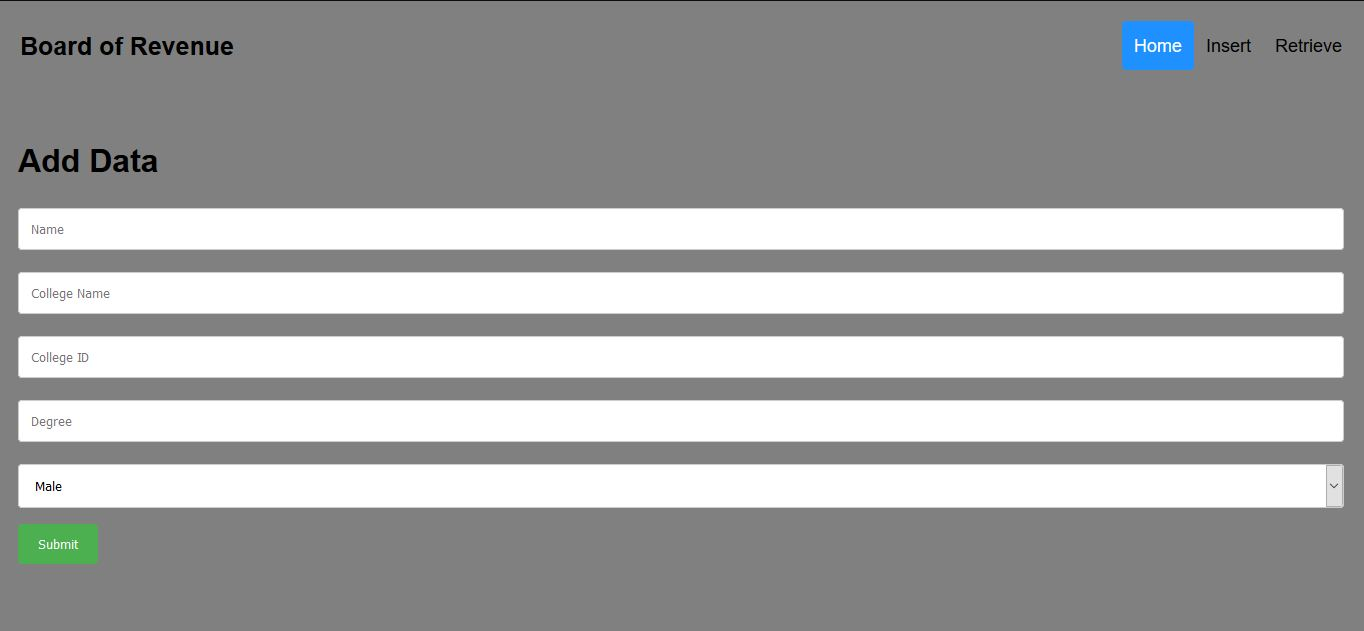 Board of Revenue
Home Insert Retrieve
Add Data
Name
College Name
College ID
Degree
Male
Submit